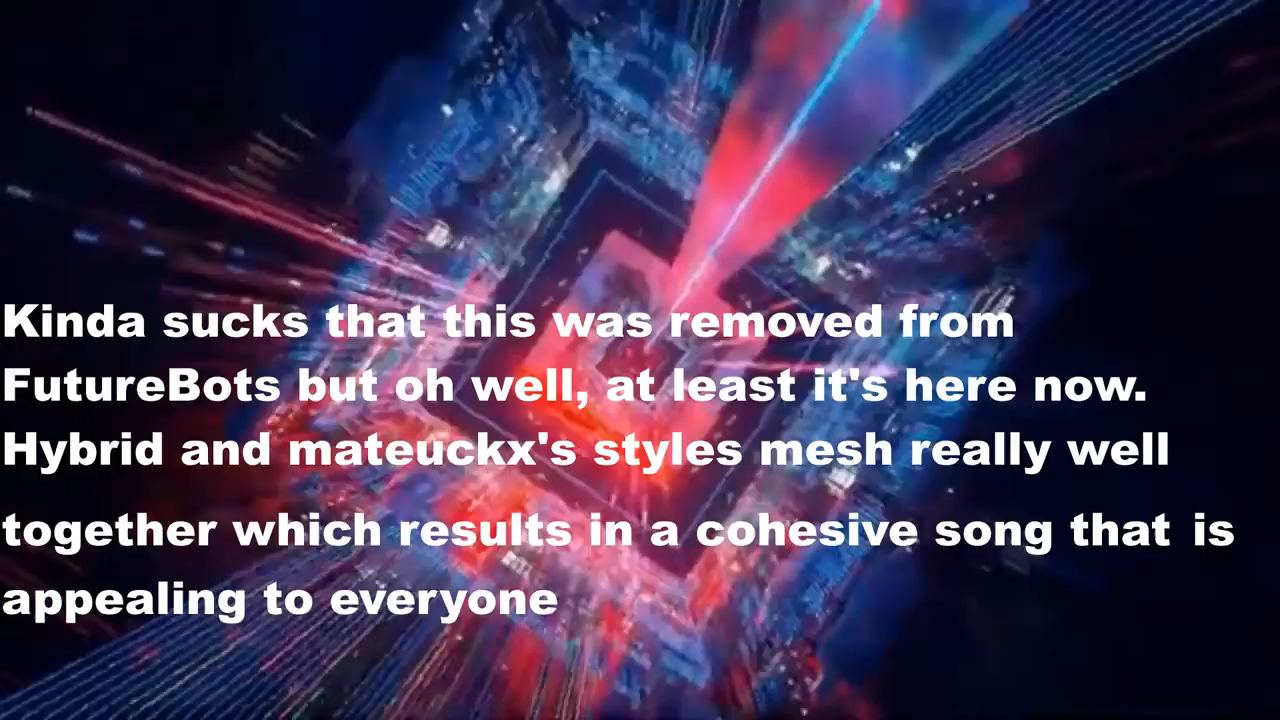 Kinda sucks that this was removed from
FutureBots but oh well, at least it's here now.
Hybrid and mateuckx's styles mesh really well
together which results in a cohesive song that is
appealing to everyone